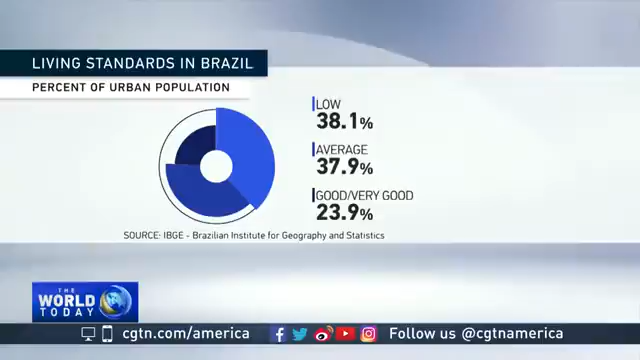 LIVING STANDARDS IN BRAZIL
PERCENT OF URBAN POPULATION
LOW
38.1%
AVERAGE
37.9%
GOOD/VERY GOOD
23.9%
SOURCE: IBGE - Brazilian Institute for Geography and Statistics
THE
WORLD
TODAY
cgtn.com/america
Follow us @cgtnamerica